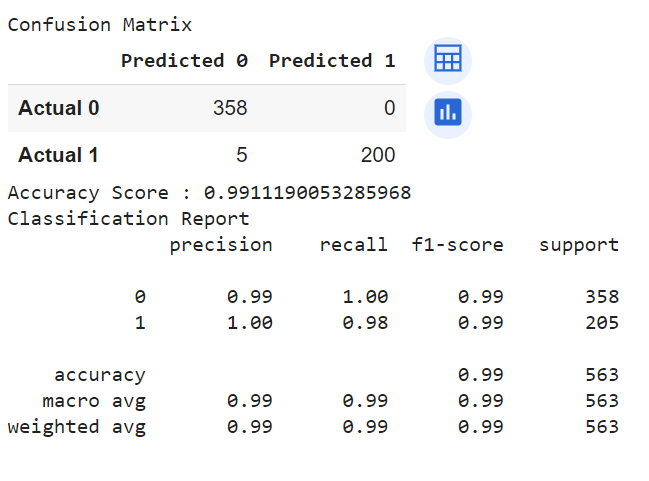 Confusion Matrix
Predicted 0 Predicted 1
Actual 0 358 0
Actual 1 5 200
Accuracy Score : 0.9911190053285968
Classification Report
precision recall f1-score support
0 0.99 1.00 0.99 358
1 1.00 0.98 0.99 205
accuracy 0.99 563
macro avg 0.99 0.99 0.99 563
weighted avg 0.99 0.99 0.99 563